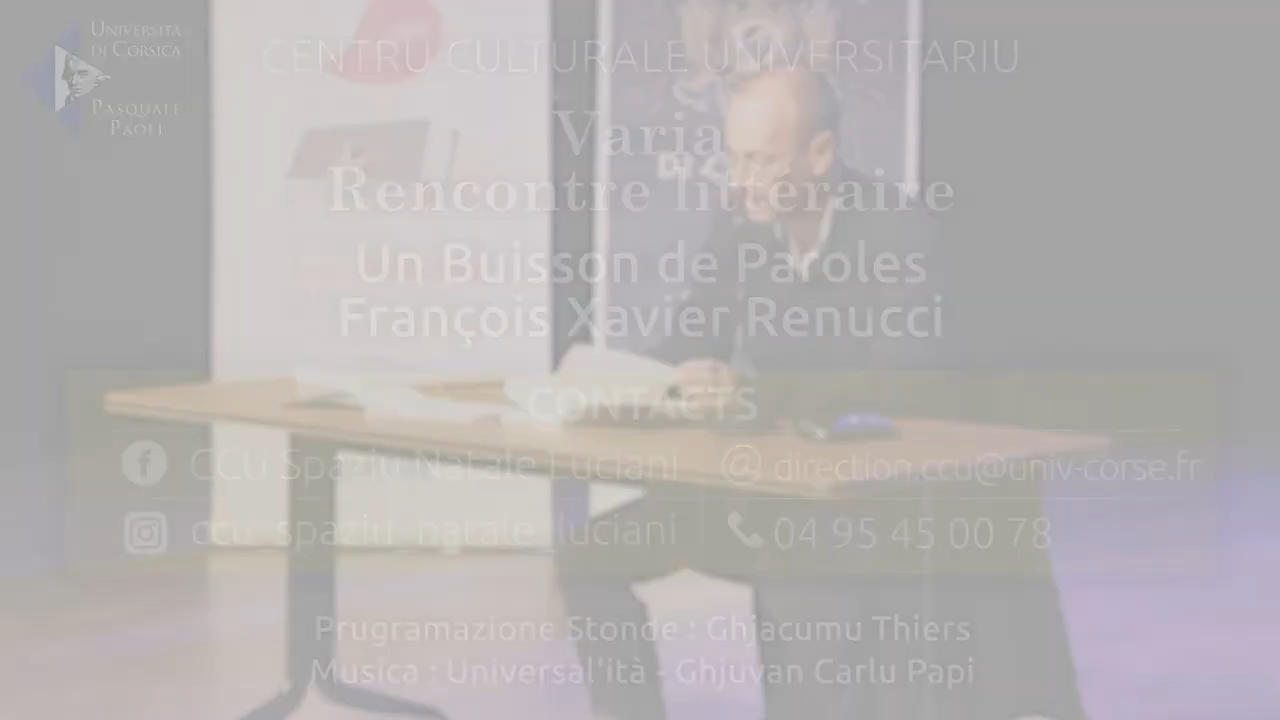 UNIVERSITÀ
DI CORSICA
PASQUALE
PAOLI
CENTRU CULTURALE UNIVERSITARIU
Varia
Rencontre littéraire
Un Buisson de Paroles
François Xavier Renucci
CONTACTS
CCU Spaziu Natale Luciani
direction.ccu@univ-corse.fr
ccu_spaziu_natale_luciani
04 95 45 00 78
Prugramazione Stonde : Ghjacumu Thiers
Musica : Universal'ità - Ghjuvan Carlu Papi